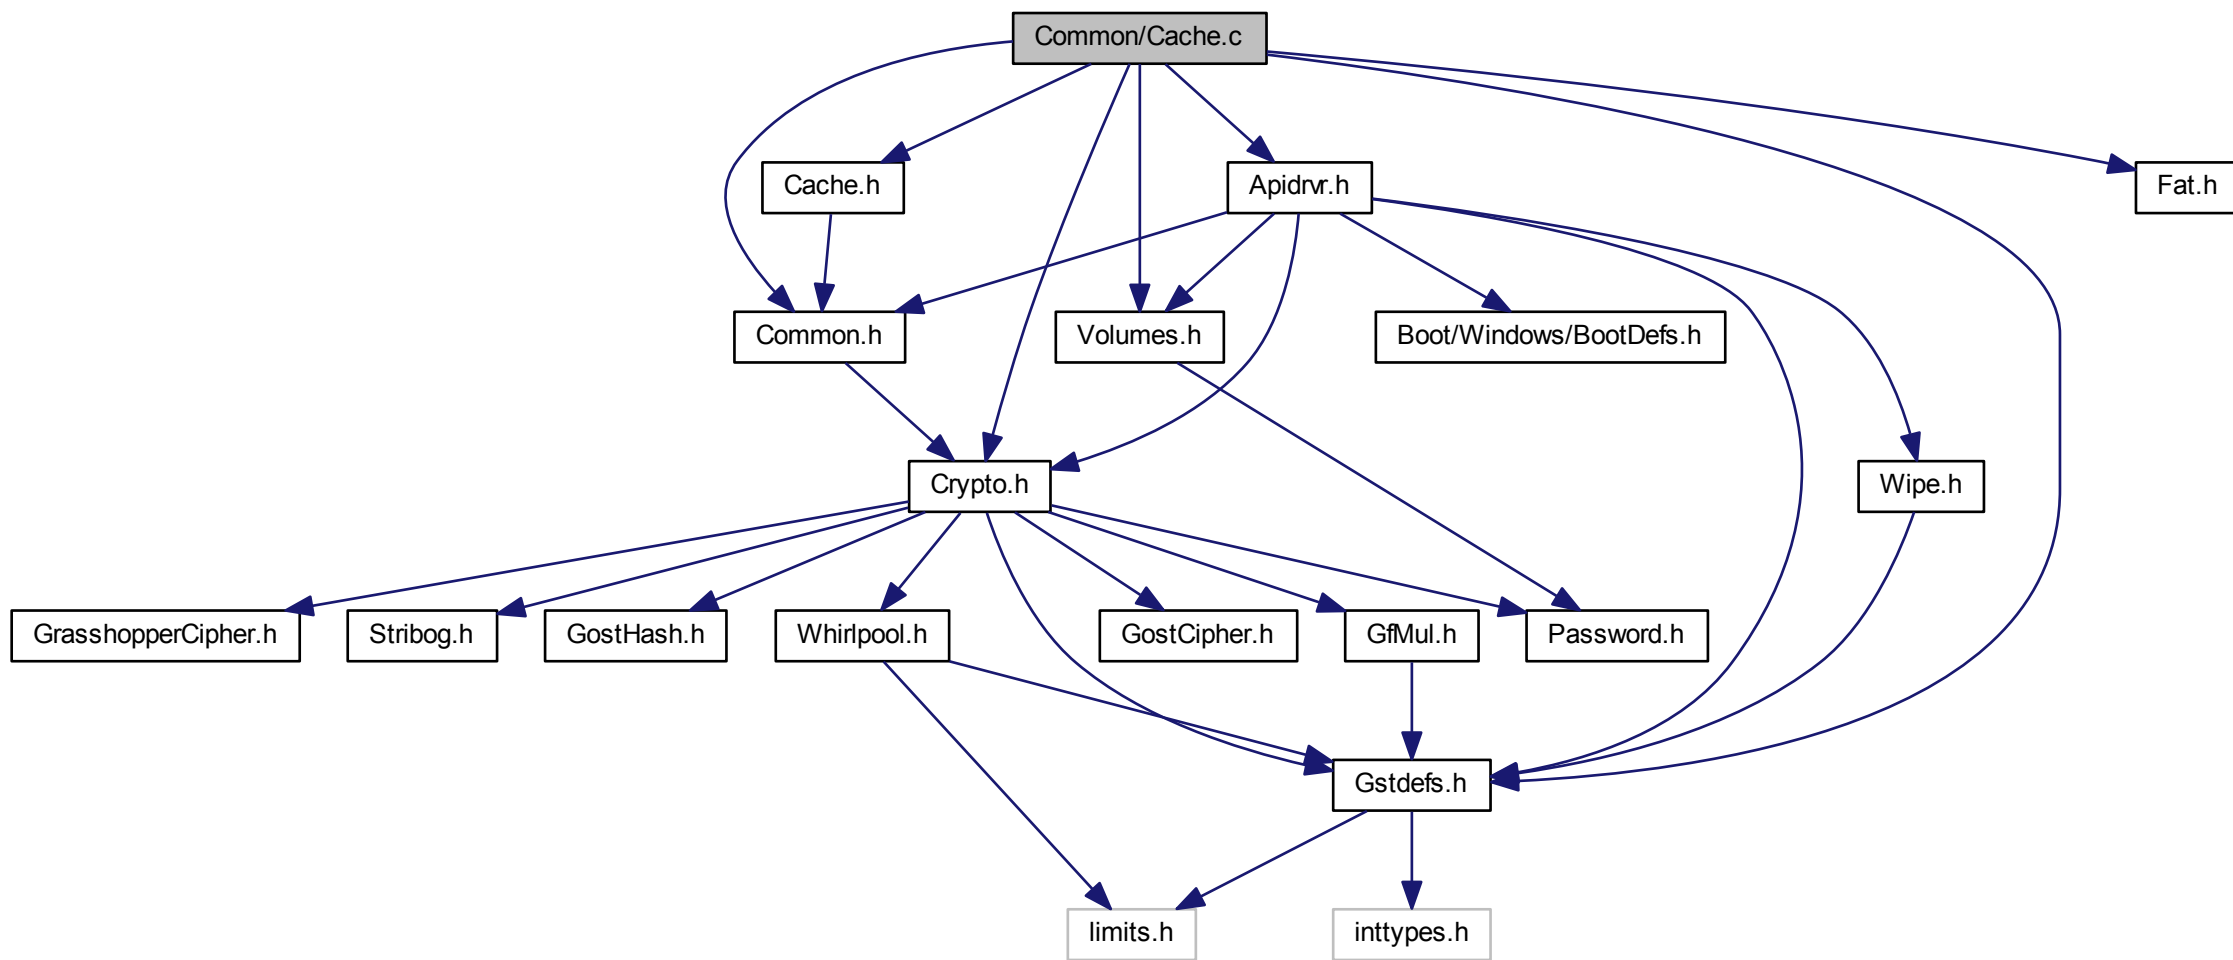 Common/Cache.c
Cache.h
Apidrvr.h
Fat.h
Common.h
Volumes.h
Boot/Windows/BootDefs.h
Crypto.h
Wipe.h
GrasshopperCipher.h
Stribog.h
GostHash.h
Whirlpool.h
GostCipher.h
GfMul.h
Password.h
Gstdefs.h
limits.h
inttypes.h